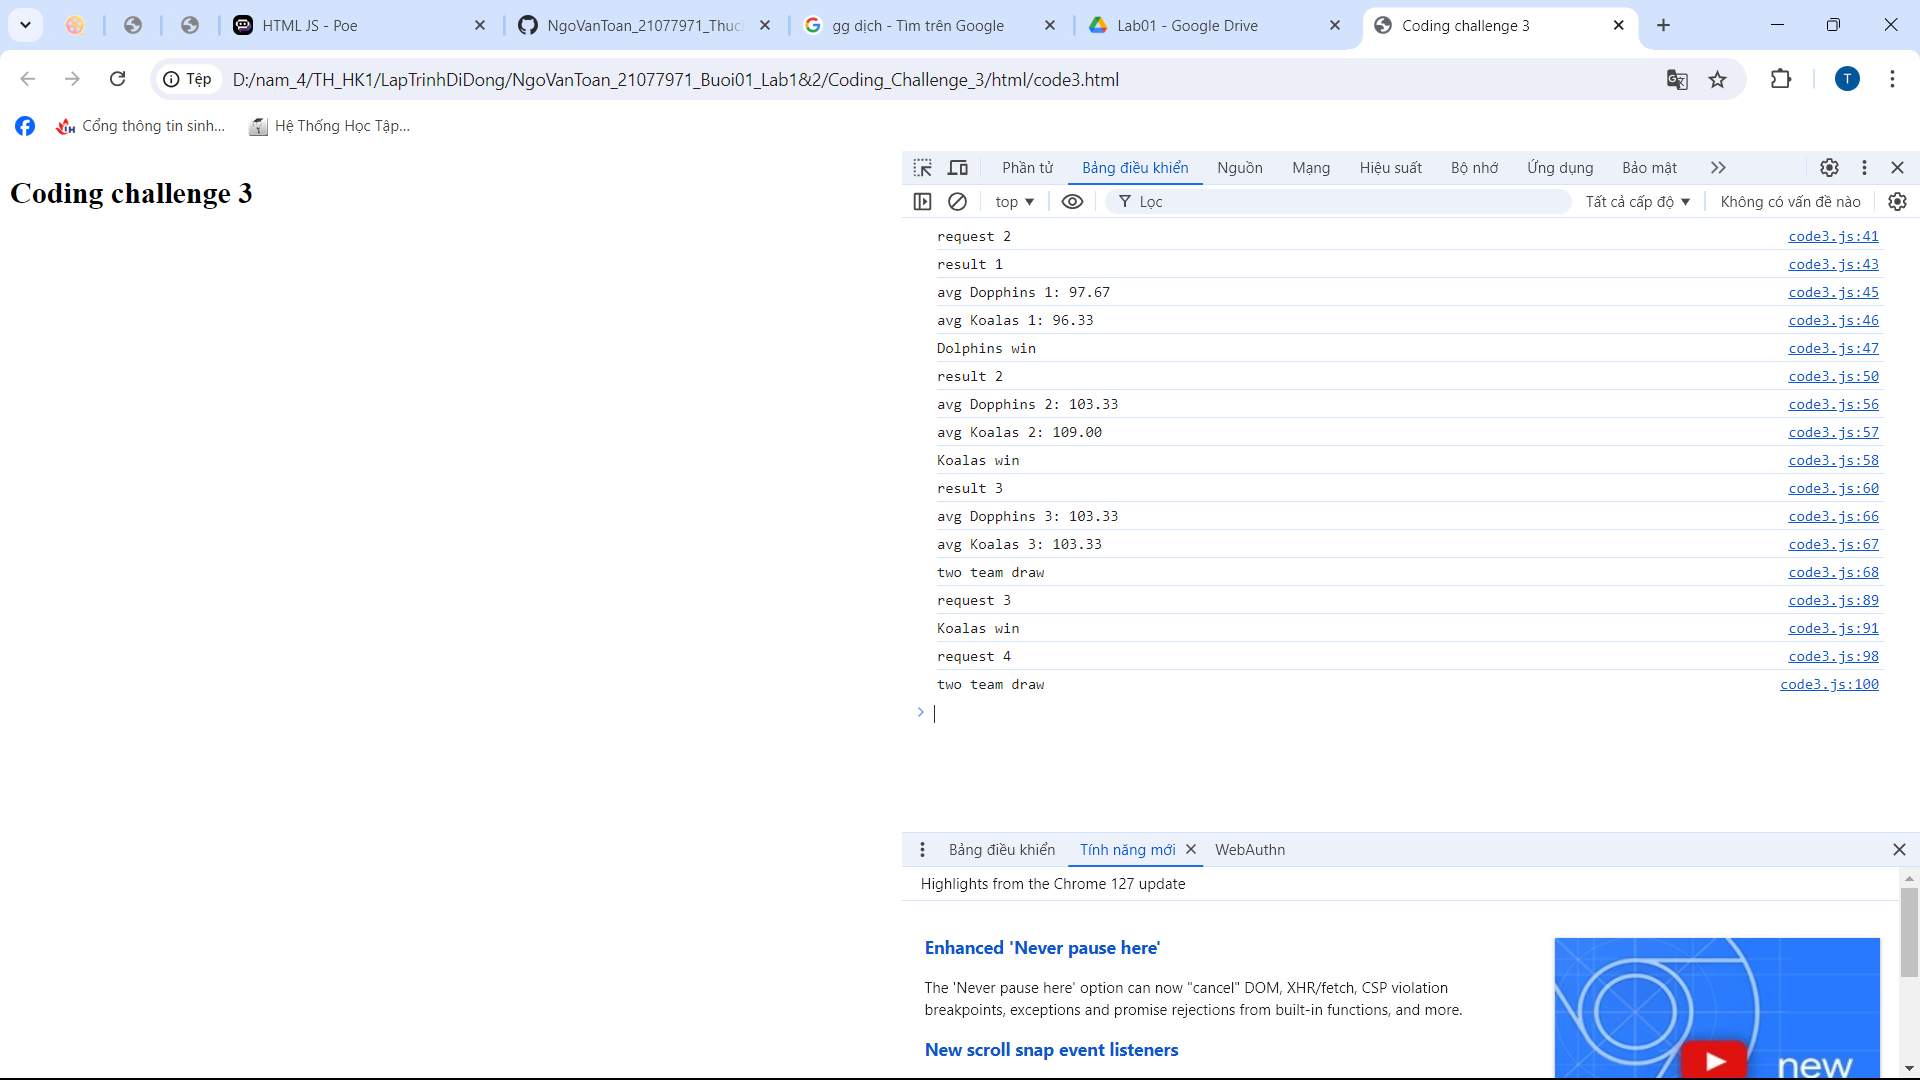 HTML JS - Poe
NgoVanToan_21077971_Thuc
gg dịch - Tìm trên Google
Lab01 - Google Drive
Coding challenge 3
Tệp
D:/nam_4/TH_HK1/LapTrinhDiDong/NgoVanToan_21077971_Buoi01_Lab1&2/Coding_Challenge_3/html/code3.html
T
Cổng thông tin sinh...
Hệ Thống Học Tập...
Coding challenge 3
Phần tử
Bảng điều khiển
Nguồn
Mạng
Hiệu suất
Bộ nhớ
Ứng dụng
Bảo mật
top
Lọc
Tất cả cấp độ
Không có vấn đề nào
request 2 code3.js:41
result 1 code3.js:43
avg Dopphins 1: 97.67 code3.js:45
avg Koalas 1: 96.33 code3.js:46
Dolphins win code3.js:47
result 2 code3.js:50
avg Dopphins 2: 103.33 code3.js:56
avg Koalas 2: 109.00 code3.js:57
Koalas win code3.js:58
result 3 code3.js:60
avg Dopphins 3: 103.33 code3.js:66
avg Koalas 3: 103.33 code3.js:67
two team draw code3.js:68
request 3 code3.js:89
Koalas win code3.js:91
request 4 code3.js:98
two team draw code3.js:100
Bảng điều khiển
Tính năng mới
WebAuthn
Highlights from the Chrome 127 update
Enhanced 'Never pause here'
The 'Never pause here' option can now "cancel" DOM, XHR/fetch, CSP violation
breakpoints, exceptions and promise rejections from built-in functions, and more.
New scroll snap event listeners
new